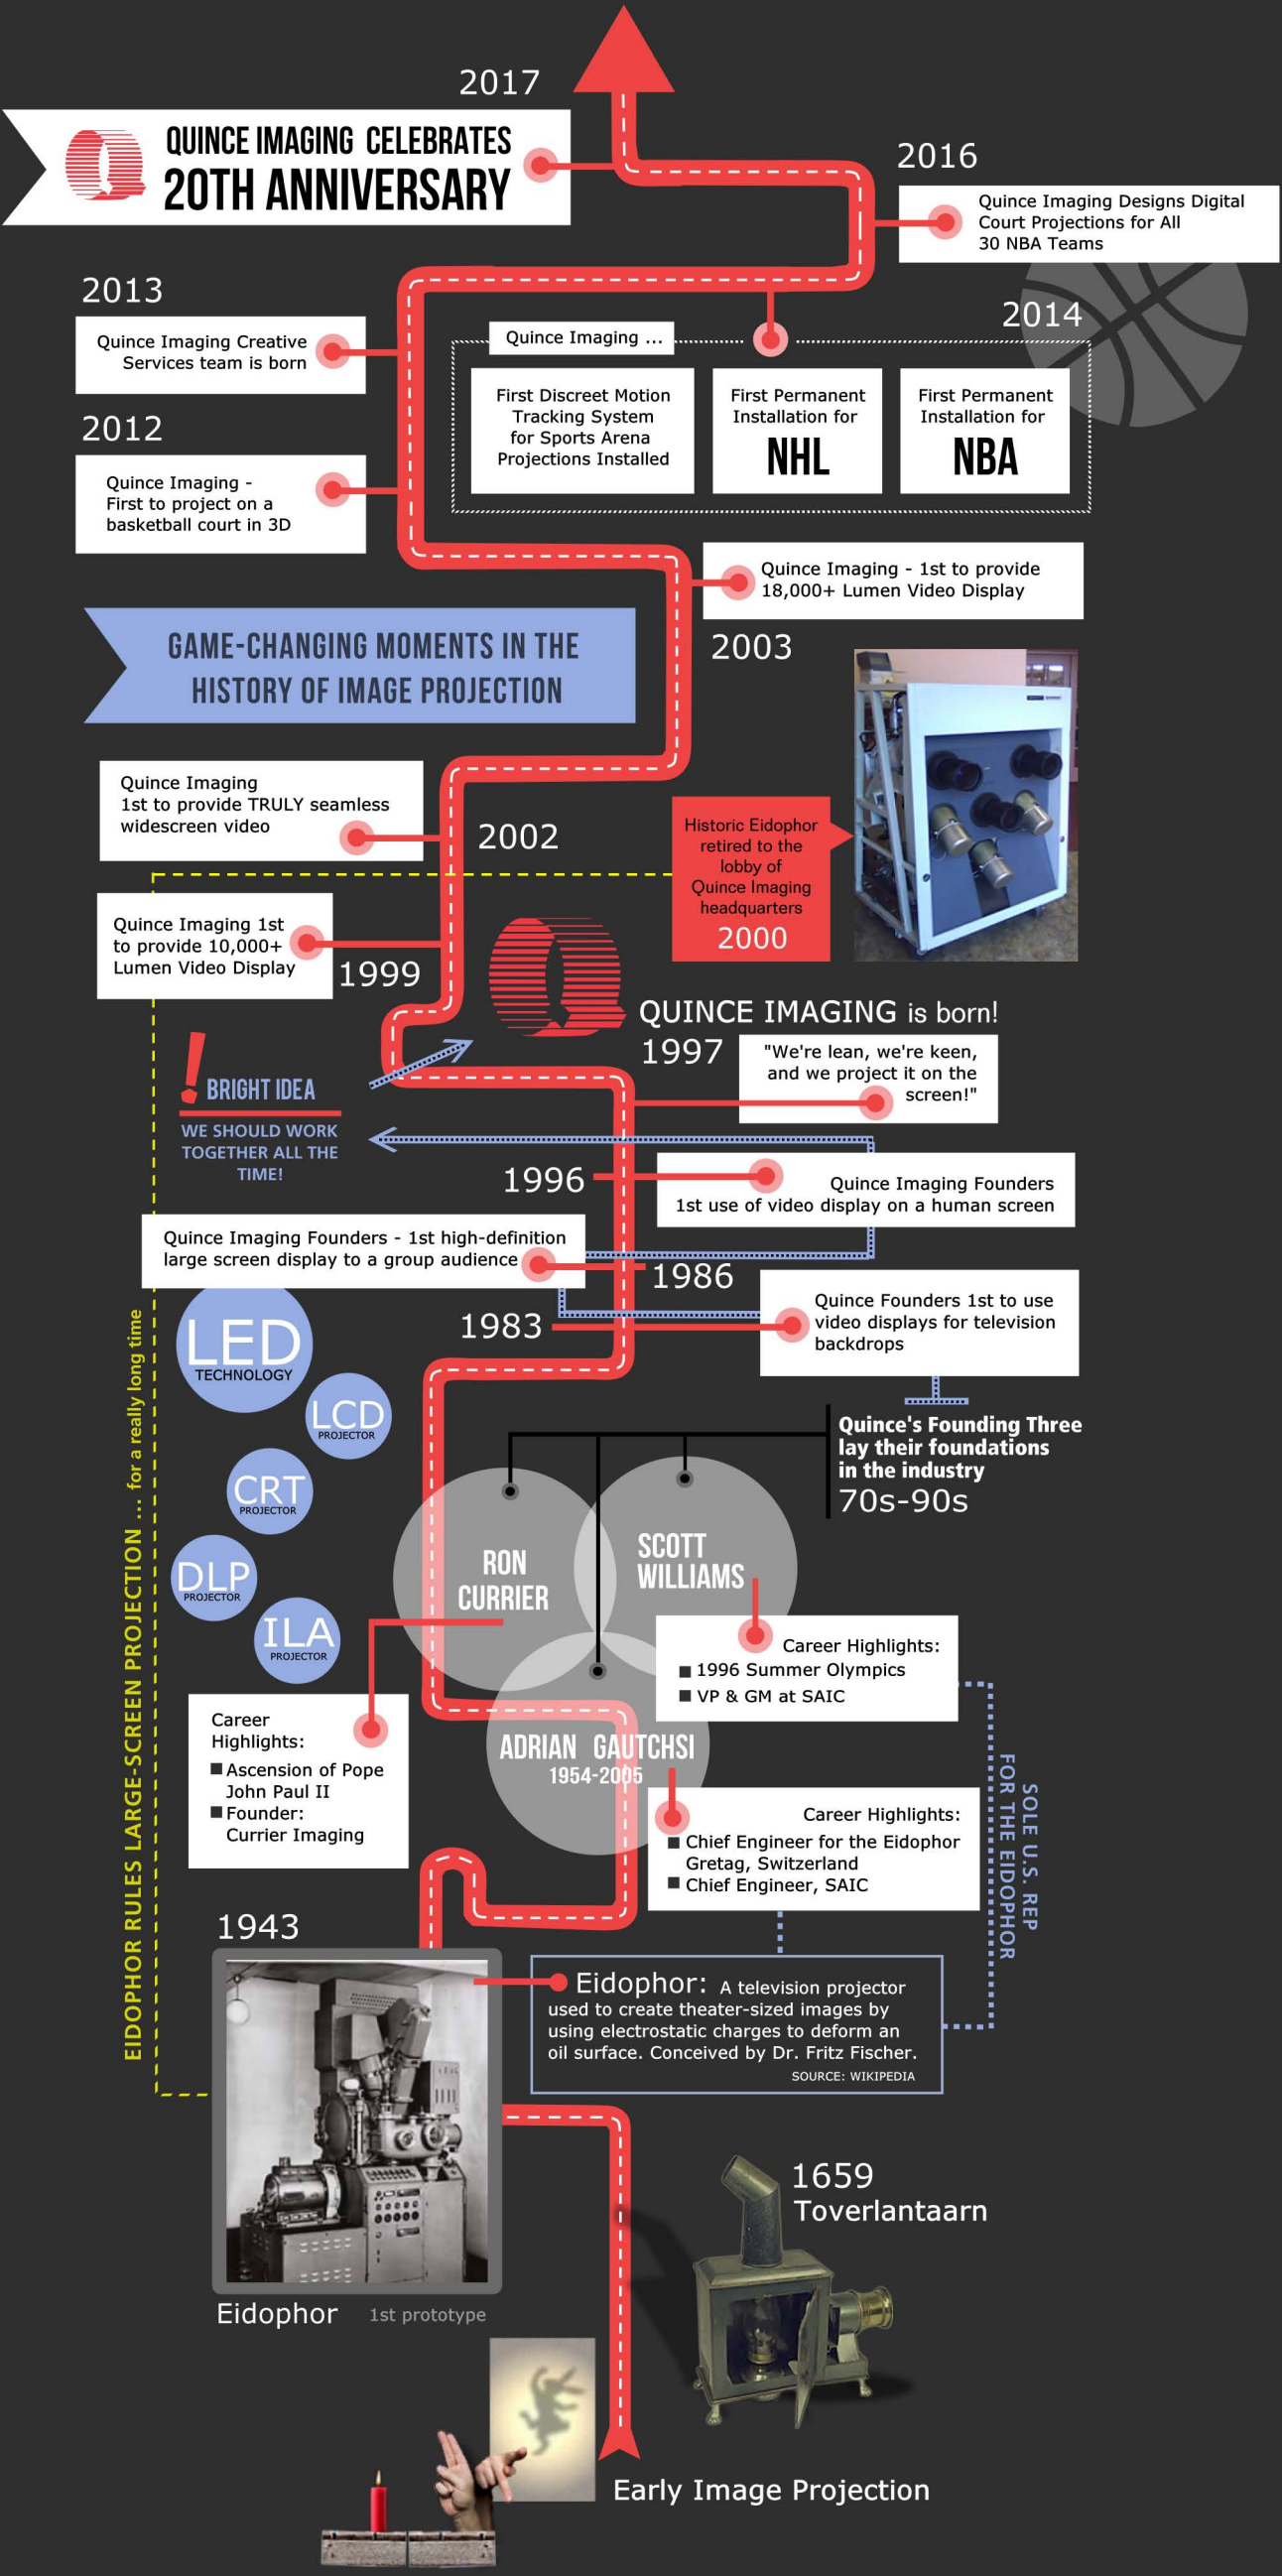 2017
QUINCE IMAGING CELEBRATES
20TH ANNIVERSARY
2016
Quince Imaging Designs Digital
Court Projections for All
30 NBA Teams
2013
Quince Imaging Creative
Services team is born
2014
Quince Imaging ...
First Discreet Motion
Tracking System
for Sports Arena
Projections Installed
First Permanent
Installation for
NHL
First Permanent
Installation for
NBA
2012
Quince Imaging -
First to project on a
basketball court in 3D
Quince Imaging - 1st to provide
18,000+ Lumen Video Display
2003
GAME-CHANGING MOMENTS IN THE
HISTORY OF IMAGE PROJECTION
Quince Imaging
1st to provide TRULY seamless
widescreen video
2002
Historic Eidophor
retired to the
lobby of
Quince Imaging
headquarters
2000
Quince Imaging 1st
to provide 10,000+
Lumen Video Display
1999
QUINCE IMAGING is born!
1997
"We're lean, we're keen,
and we project it on the
screen!"
! BRIGHT IDEA
WE SHOULD WORK
TOGETHER ALL THE
TIME!
1996
Quince Imaging Founders
1st use of video display on a human screen
Quince Imaging Founders - 1st high-definition
large screen display to a group audience
1986
1983
Quince Founders 1st to use
video displays for television
backdrops
LED
TECHNOLOGY
LCD
PROJECTOR
CRT
PROJECTOR
DLP
PROJECTOR
ILA
PROJECTOR
EIDOPHOR RULES LARGE-SCREEN PROJECTION ... for a really long time
Quince's Founding Three
lay their foundations
in the industry
70s-90s
RON
CURRIER
SCOTT
WILLIAMS
Career Highlights:
■ 1996 Summer Olympics
■ VP & GM at SAIC
Career
Highlights:
■ Ascension of Pope
John Paul II
■ Founder:
Currier Imaging
ADRIAN GAUTCHSI
1954-2005
Career Highlights:
■ Chief Engineer for the Eidophor
Gretag, Switzerland
■ Chief Engineer, SAIC
SOLE U.S. REP
FOR THE EIDOPHOR
1943
Eidophor: A television projector
used to create theater-sized images by
using electrostatic charges to deform an
oil surface. Conceived by Dr. Fritz Fischer.
SOURCE: WIKIPEDIA
Eidophor 1st prototype
1659
Toverlantaarn
Early Image Projection